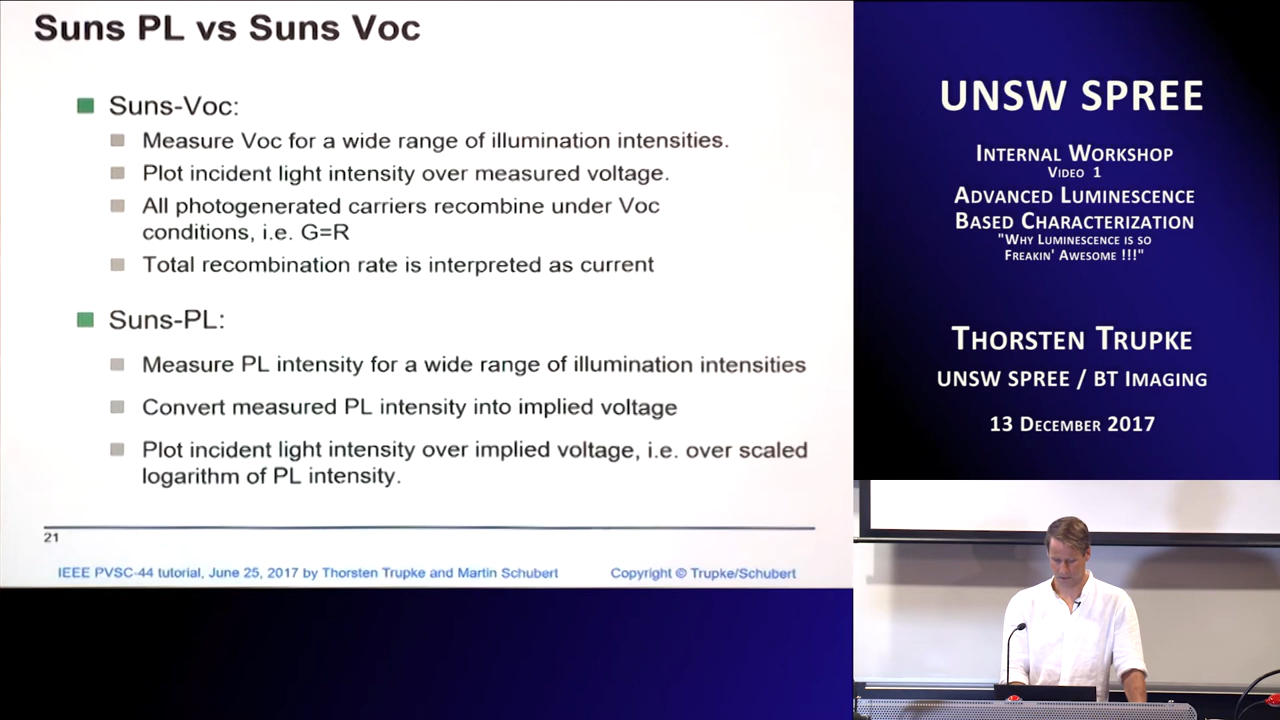 Suns PL vs Suns Voc
Suns-Voc:
Measure Voc for a wide range of illumination intensities.
Plot incident light intensity over measured voltage.
All photogenerated carriers recombine under Voc
conditions, i.e. G=R
Total recombination rate is interpreted as current
Suns-PL:
Measure PL intensity for a wide range of illumination intensities
Convert measured PL intensity into implied voltage
Plot incident light intensity over implied voltage, i.e. over scaled
logarithm of PL intensity.
21
IEEE PVSC-44 tutorial, June 25, 2017 by Thorsten Trupke and Martin Schubert
Copyright © Trupke/Schubert
UNSW SPREE
Internal Workshop
Video 1
Advanced Luminescence
Based Characterization
"Why Luminescence is so
Freakin' Awesome !!!"
Thorsten Trupke
UNSW SPREE / BT Imaging
13 December 2017